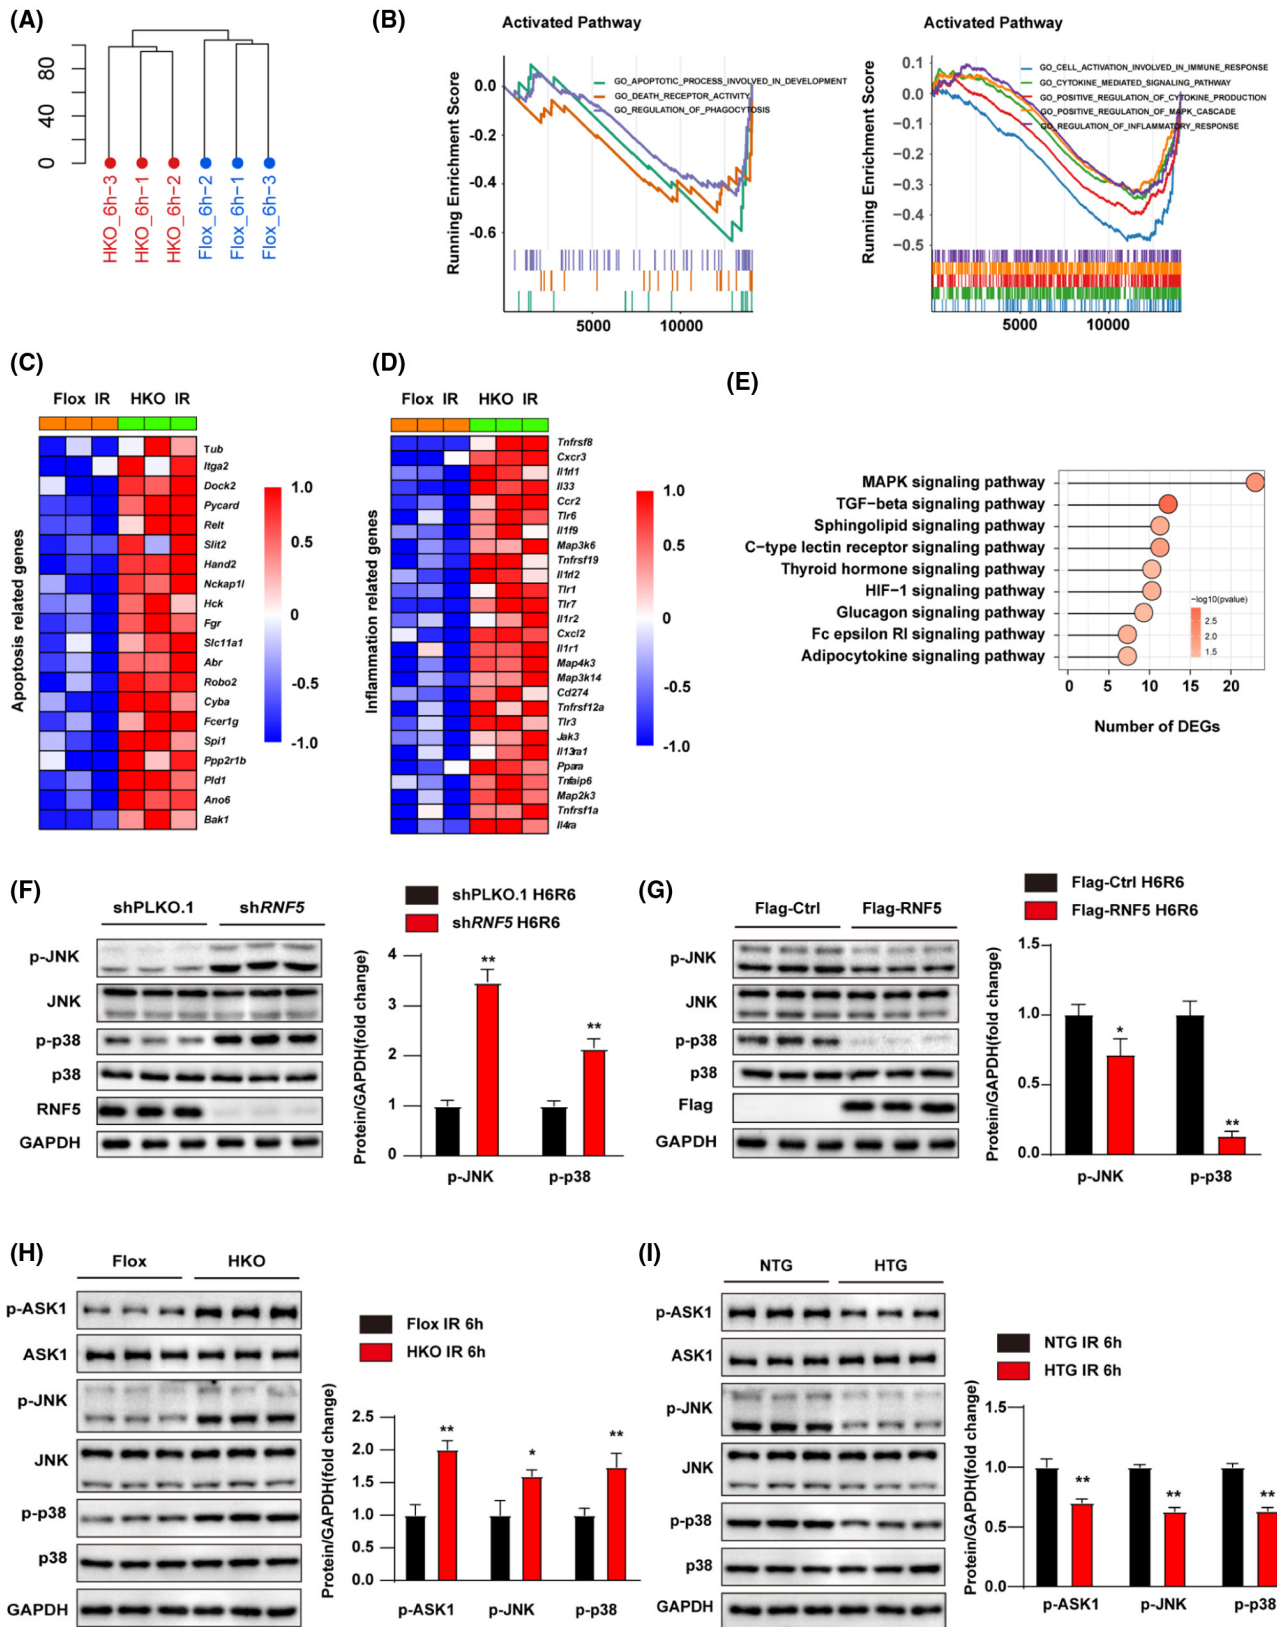 (A)
80
40
0
HKO_6h-3
HKO_6h-1
HKO_6h-2
Flox_6h-2
Flox_6h-1
Flox_6h-3
(B)
Activated Pathway
Running Enrichment Score
0.0
-0.2
-0.4
-0.6
GO_APOPTOTIC_PROCESS_INVOLVED_IN_DEVELOPMENT
GO_DEATH_RECEPTOR_ACTIVITY
GO_REGULATION_OF_PHAGOCYTOSIS
5000 10000
Activated Pathway
Running Enrichment Score
0.1
0.0
-0.1
-0.2
-0.3
-0.4
-0.5
GO_CELL_ACTIVATION_INVOLVED_IN_IMMUNE_RESPONSE
GO_CYTOKINE_MEDIATED_SIGNALING_PATHWAY
GO_POSITIVE_REGULATION_OF_CYTOKINE_PRODUCTION
GO_POSITIVE_REGULATION_OF_MAPK_CASCADE
GO_REGULATION_OF_INFLAMMATORY_RESPONSE
5000 10000
(C)
Flox IR HKO IR
Apoptosis related genes
Tub
Itga2
Dock2
Pycard
Relt
Slit2
Hand2
Nckap1l
Hck
Fgr
Slc11a1
Abr
Robo2
Cyba
Fcer1g
Spi1
Ppp2r1b
Pld1
Ano6
Bak1
1.0
0.5
0
-0.5
-1.0
(D)
Flox IR HKO IR
Inflammation related genes
Tnfrsf8
Cxcr3
Il1rl1
Il33
Ccr2
Tlr6
Il1f9
Map3k6
Tnfrsf19
Il1rl2
Tlr1
Tlr7
Il1r2
Cxcl2
Il1r1
Map4k3
Map3k14
Cd274
Tnfrsf12a
Tlr3
Jak3
Il13ra1
Ppara
Tnfaip6
Map2k3
Tnfrsf1a
Il4ra
1.0
0.5
0
-0.5
-1.0
(E)
MAPK signaling pathway
TGF-beta signaling pathway
Sphingolipid signaling pathway
C-type lectin receptor signaling pathway
Thyroid hormone signaling pathway
HIF-1 signaling pathway
Glucagon signaling pathway
Fc epsilon RI signaling pathway
Adipocytokine signaling pathway
-log10(pvalue)
2.5
2.0
1.5
0 5 10 15 20
Number of DEGs
(F)
shPLKO.1 shRNF5
p-JNK
JNK
p-p38
p38
RNF5
GAPDH
shPLKO.1 H6R6
shRNF5 H6R6
Protein/GAPDH(fold change)
4
3
2
1
0
**
**
p-JNK p-p38
(G)
Flag-Ctrl Flag-RNF5
p-JNK
JNK
p-p38
p38
Flag
GAPDH
Flag-Ctrl H6R6
Flag-RNF5 H6R6
Protein/GAPDH(fold change)
1.5
1.0
0.5
0.0
*
**
p-JNK p-p38
(H)
Flox HKO
p-ASK1
ASK1
p-JNK
JNK
p-p38
p38
GAPDH
Flox IR 6h
HKO IR 6h
Protein/GAPDH(fold change)
2.5
2.0
1.5
1.0
0.5
0.0
**
*
**
p-ASK1 p-JNK p-p38
(I)
NTG HTG
p-ASK1
ASK1
p-JNK
JNK
p-p38
p38
GAPDH
NTG IR 6h
HTG IR 6h
Protein/GAPDH(fold change)
1.5
1.0
0.5
0.0
**
**
**
p-ASK1 p-JNK p-p38